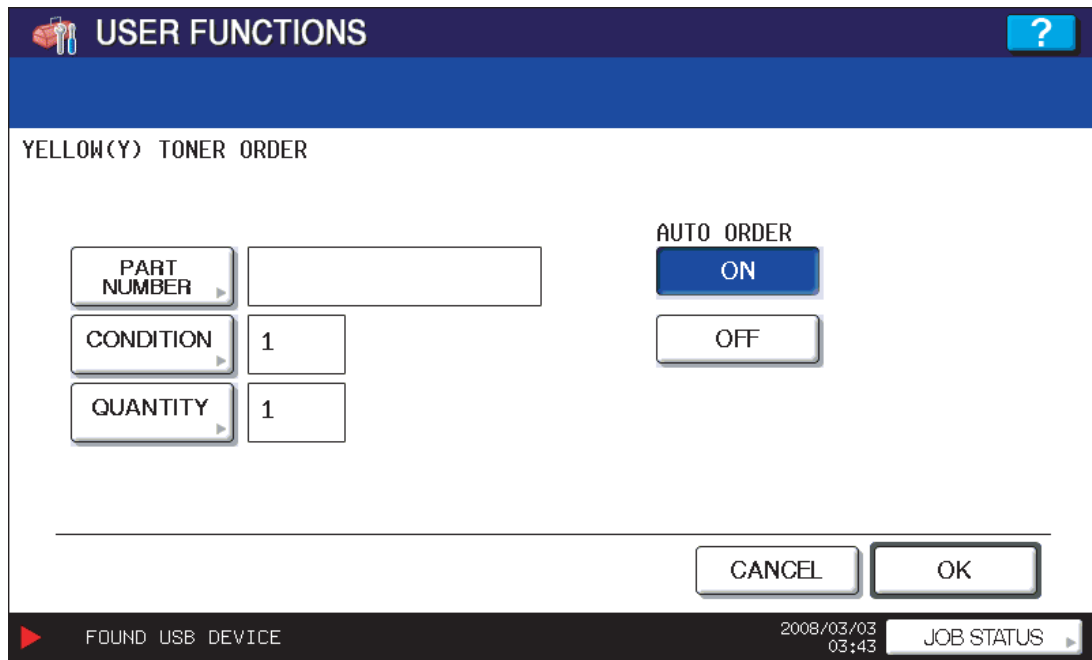 USER FUNCTIONS
?
YELLOW(Y) TONER ORDER
AUTO ORDER
PART
NUMBER
ON
CONDITION
1
OFF
QUANTITY
1
CANCEL
OK
FOUND USB DEVICE
2008/03/03
03:43
JOB STATUS